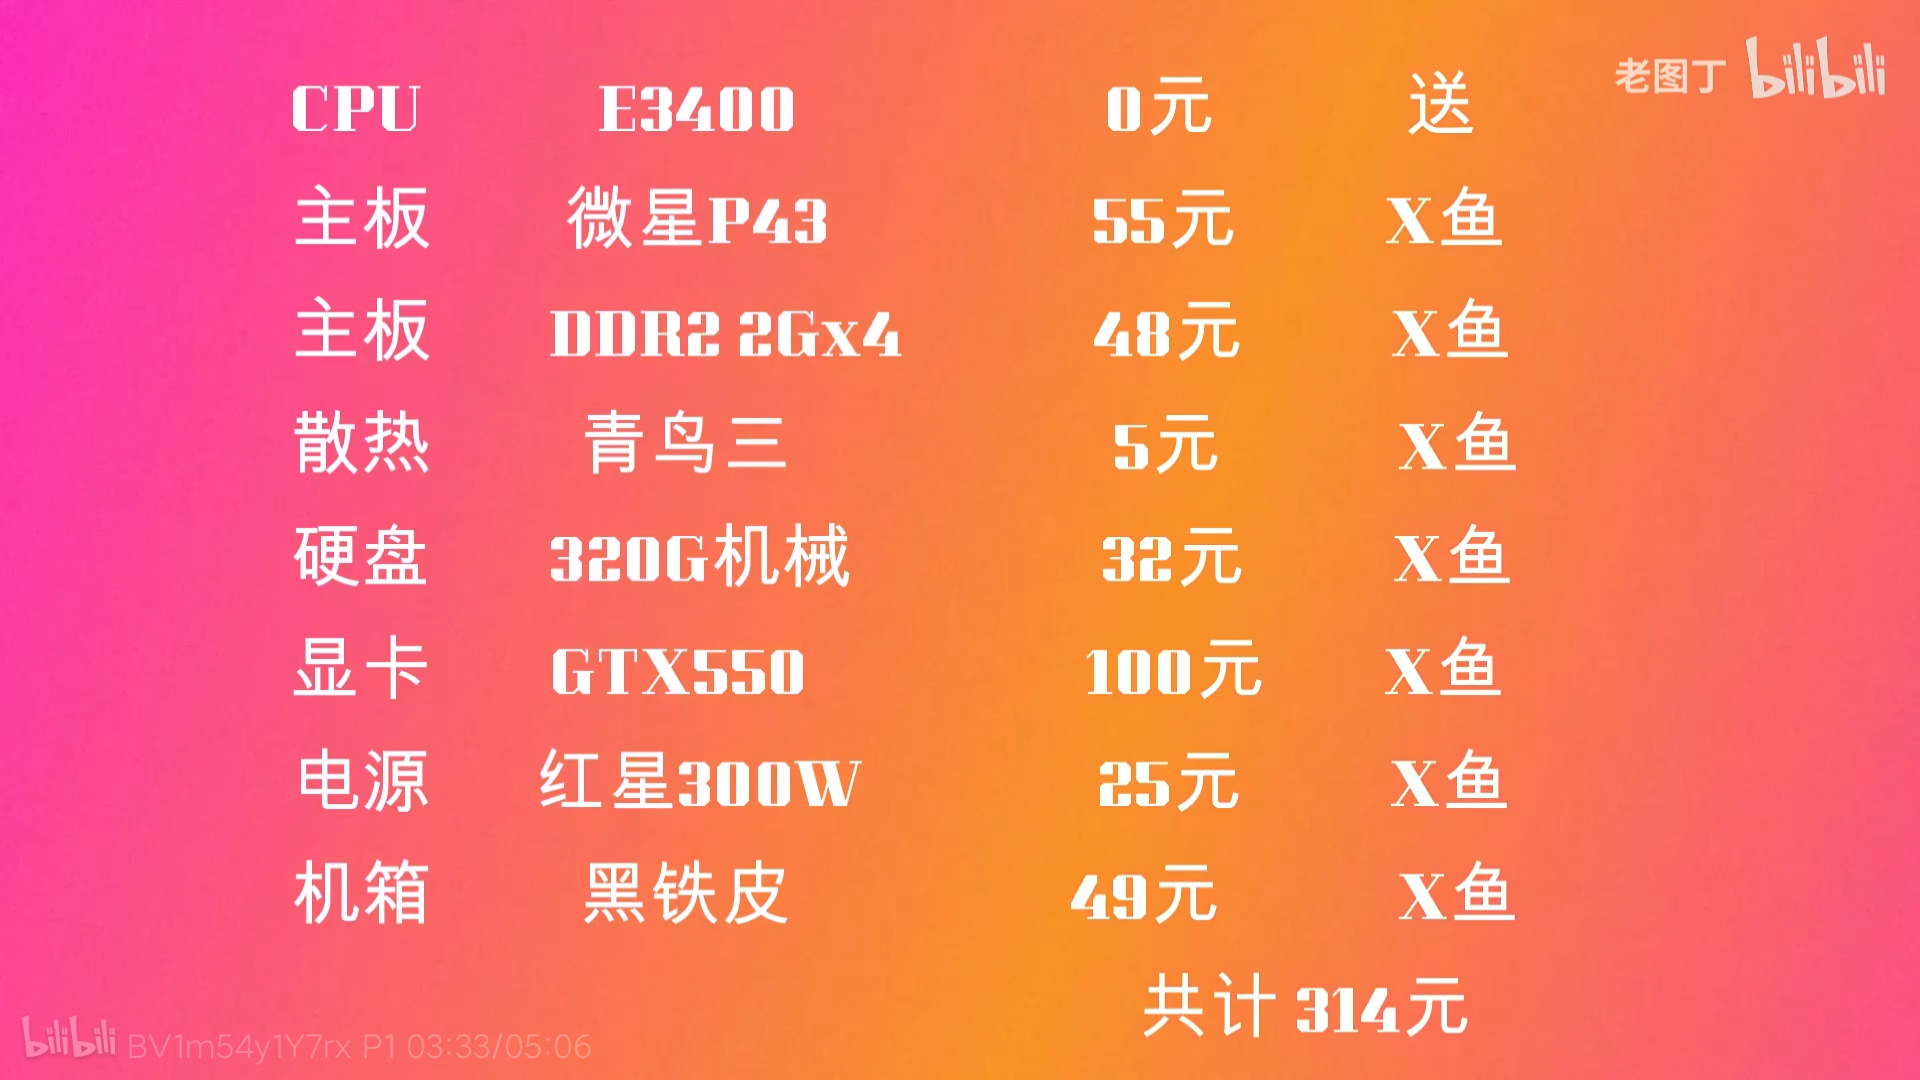 老图丁 bilibili
CPU E3400 0元 送
主板 微星P43 55元 X鱼
主板 DDR2 2Gx4 48元 X鱼
散热 青鸟三 5元 X鱼
硬盘 320G机械 32元 X鱼
显卡 GTX550 100元 X鱼
电源 红星300W 25元 X鱼
机箱 黑铁皮 49元 X鱼
共计 314元
bilibili BV1m54y1Y7rx P1 03:33/05:06